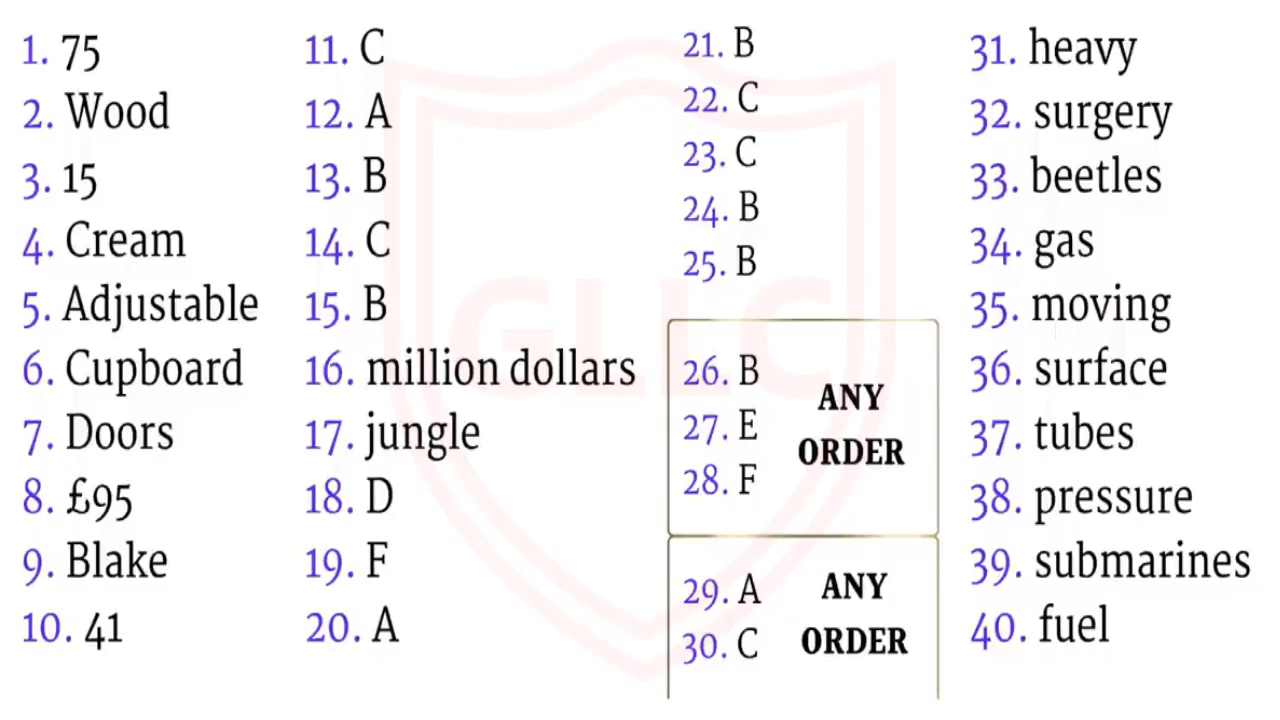 1. 75
2. Wood
3. 15
4. Cream
5. Adjustable
6. Cupboard
7. Doors
8. £95
9. Blake
10. 41
11. C
12. A
13. B
14. C
15. B
16. million dollars
17. jungle
18. D
19. F
20. A
21. B
22. C
23. C
24. B
25. B
26. B
27. E
28. F
ANY
ORDER
29. A
30. C
ANY
ORDER
31. heavy
32. surgery
33. beetles
34. gas
35. moving
36. surface
37. tubes
38. pressure
39. submarines
40. fuel
GLLC